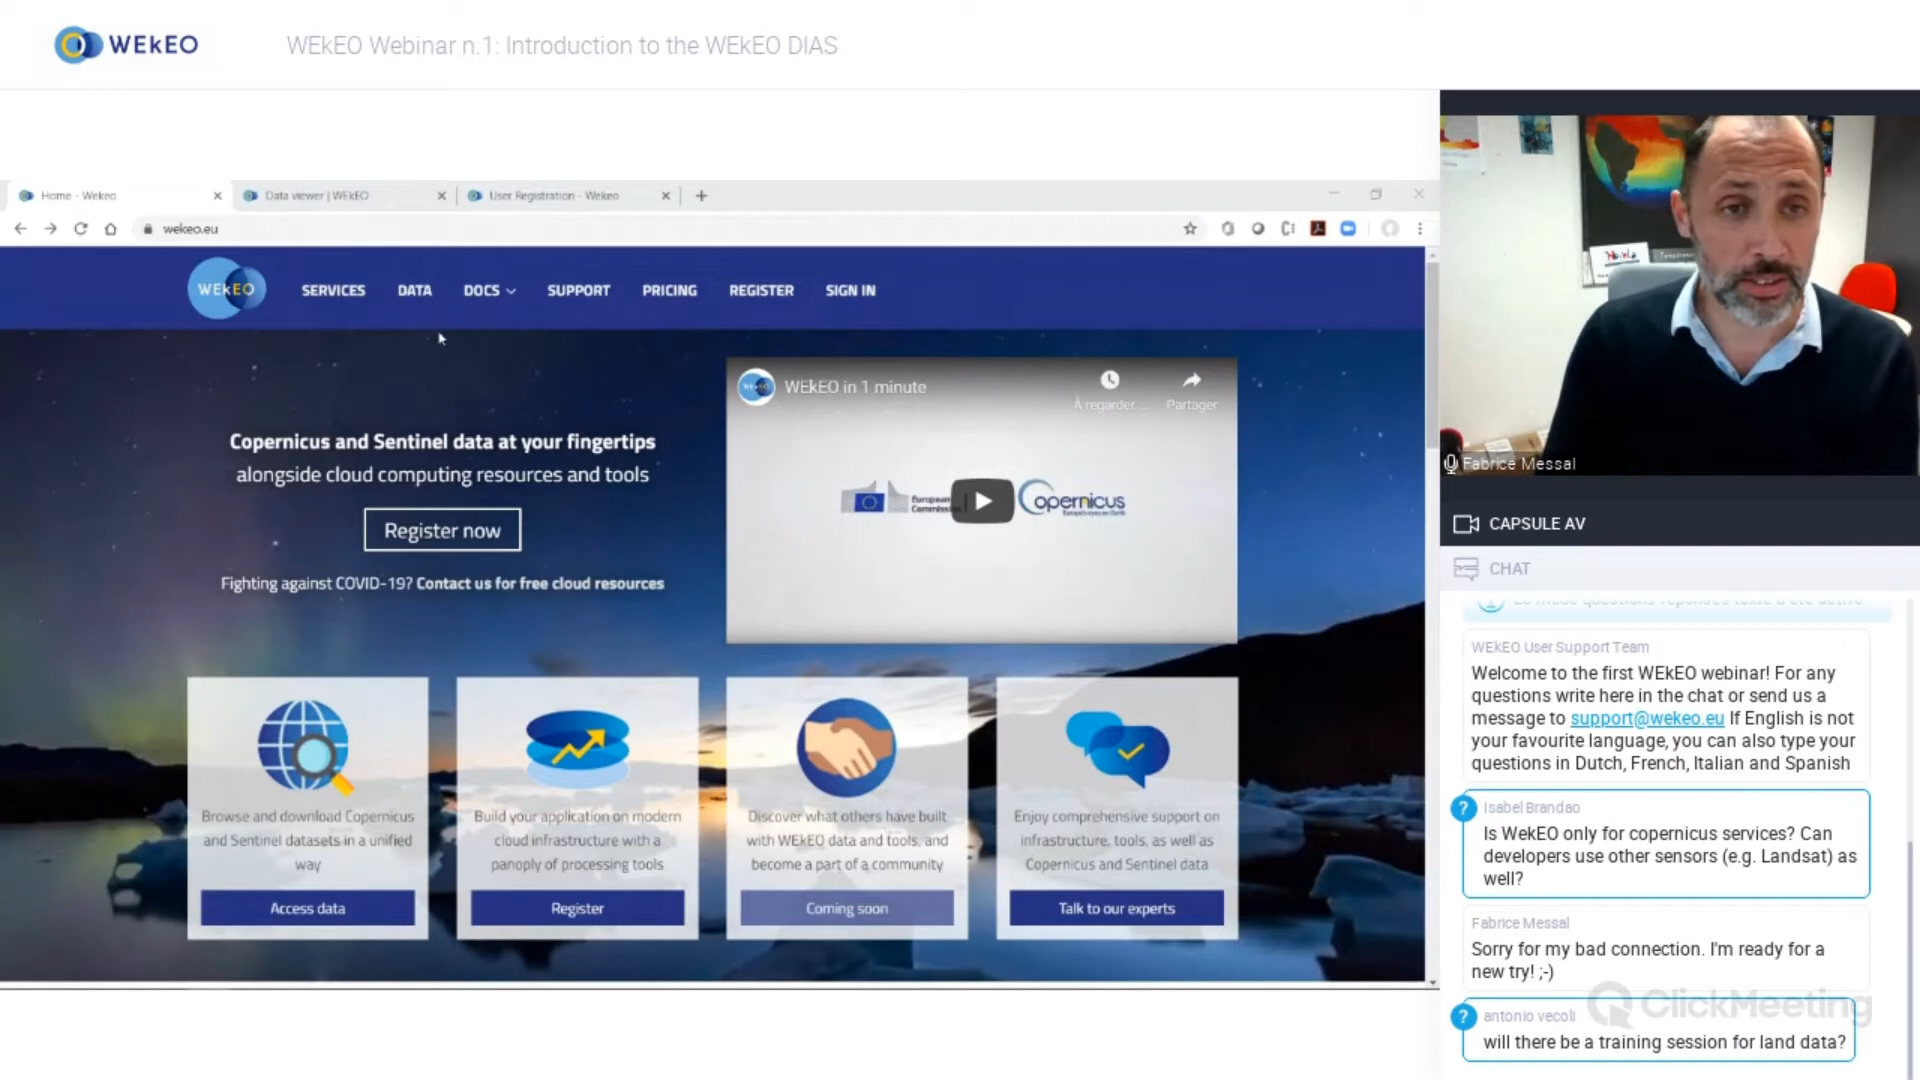 WEkEO
WEkEO Webinar n.1: Introduction to the WEkEO DIAS
Home - Wekeo
Data viewer | WEkEO
User Registration - Wekeo
wekeo.eu
WEkEO
SERVICES
DATA
DOCS
SUPPORT
PRICING
REGISTER
SIGN IN
Copernicus and Sentinel data at your fingertips
alongside cloud computing resources and tools
Register now
Fighting against COVID-19? Contact us for free cloud resources
WEkEO in 1 minute
À regarder ...
Partager
European
Commission
opernicus
Europe's eyes on Earth
Browse and download Copernicus
and Sentinel datasets in a unified
way
Access data
Build your application on modern
cloud infrastructure with a
panoply of processing tools
Register
Discover what others have built
with WEkEO data and tools, and
become a part of a community
Coming soon
Enjoy comprehensive support on
infrastructure, tools, as well as
Copernicus and Sentinel data
Talk to our experts
Fabrice Messal
CAPSULE AV
CHAT
WEkEO User Support Team
Welcome to the first WEkEO webinar! For any
questions write here in the chat or send us a
message to support@wekeo.eu If English is not
your favourite language, you can also type your
questions in Dutch, French, Italian and Spanish
Isabel Brandao
Is WekEO only for copernicus services? Can
developers use other sensors (e.g. Landsat) as
well?
Fabrice Messal
Sorry for my bad connection. I'm ready for a
new try! ;-)
ClickMeeting
antonio vecoli
will there be a training session for land data?